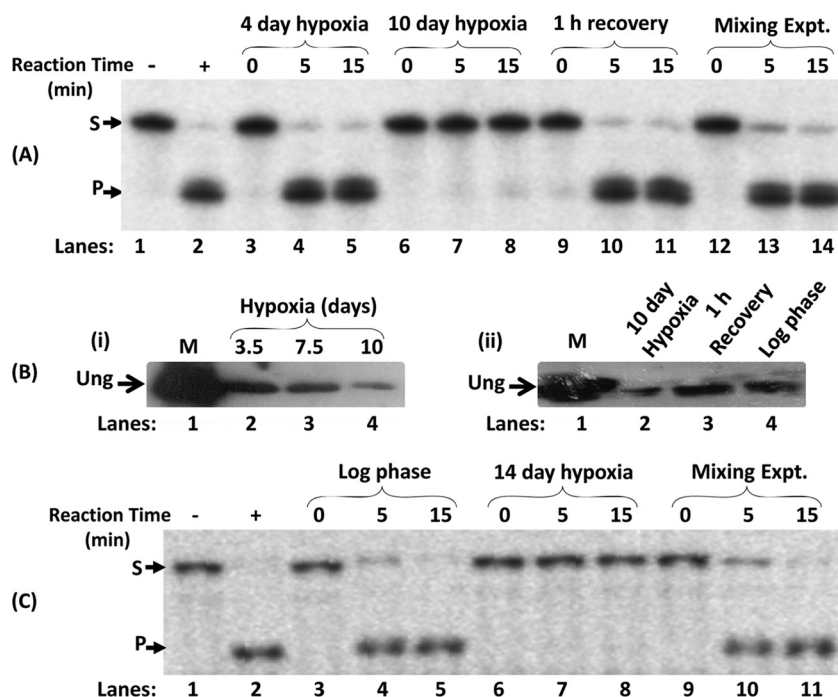 4 day hypoxia 10 day hypoxia 1 h recovery Mixing Expt.
Reaction Time - + 0 5 15 0 5 15 0 5 15 0 5 15
(min)
S
(A)
P
Lanes: 1 2 3 4 5 6 7 8 9 10 11 12 13 14
Hypoxia (days)
(i) M 3.5 7.5 10
(B) Ung
Lanes: 1 2 3 4
(ii) M 10 day Hypoxia 1 h Recovery Log phase
Ung
Lanes: 1 2 3 4
Log phase 14 day hypoxia Mixing Expt.
Reaction Time - + 0 5 15 0 5 15 0 5 15
(min)
S
(C)
P
Lanes: 1 2 3 4 5 6 7 8 9 10 11